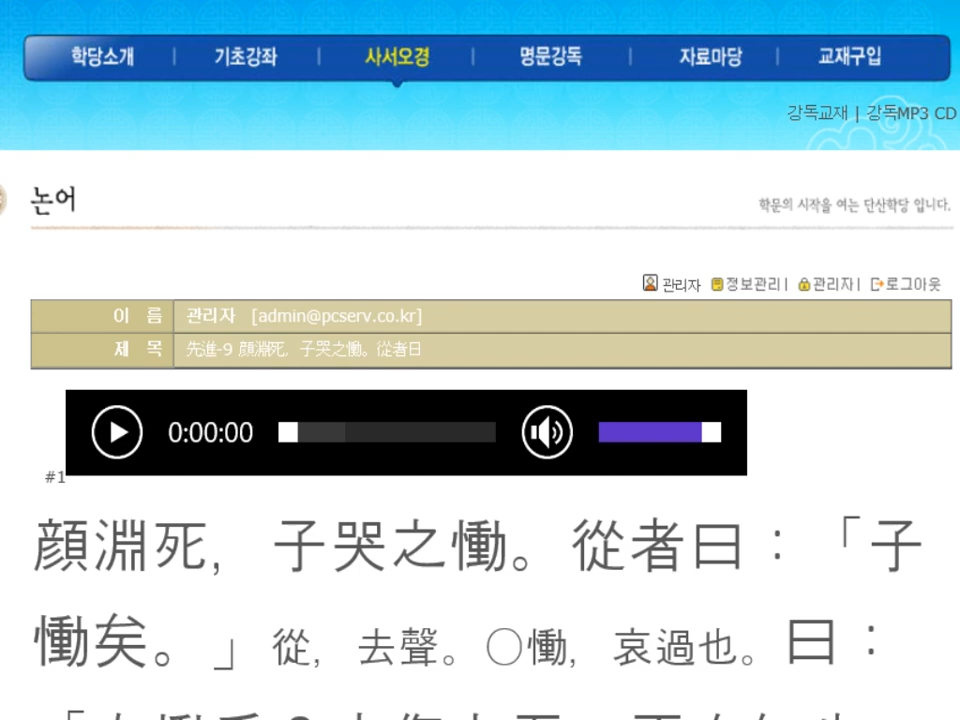 학당소개 | 기초강좌 | 사서오경 | 명문강독 | 자료마당 | 교재구입
강독교재 | 강독MP3 CD
논어
학문의 시작을 여는 단산학당 입니다.
관리자 정보관리 | 관리자 | 로그아웃
이 름 관리자 [admin@pcserv.co.kr]
제 목 先進-9 顔淵死, 子哭之慟。從者曰
0:00:00
#1
顔淵死, 子哭之慟。從者曰：「子
慟矣。」從, 去聲。○慟, 哀過也。曰：